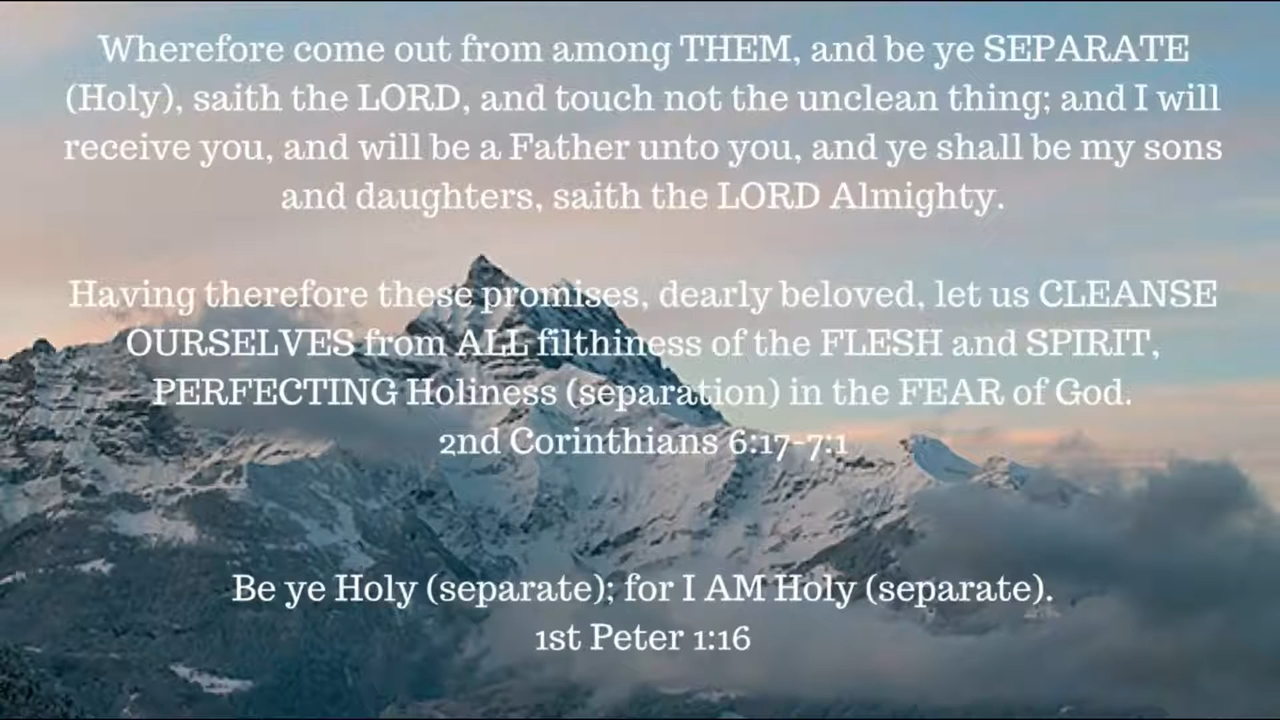 Wherefore come out from among THEM, and be ye SEPARATE
(Holy), saith the LORD, and touch not the unclean thing; and I will
receive you, and will be a Father unto you, and ye shall be my sons
and daughters, saith the LORD Almighty.
Having therefore these promises, dearly beloved, let us CLEANSE
OURSELVES from ALL filthiness of the FLESH and SPIRIT,
PERFECTING Holiness (separation) in the FEAR of God.
2nd Corinthians 6:17-7:1
Be ye Holy (separate); for I AM Holy (separate).
1st Peter 1:16